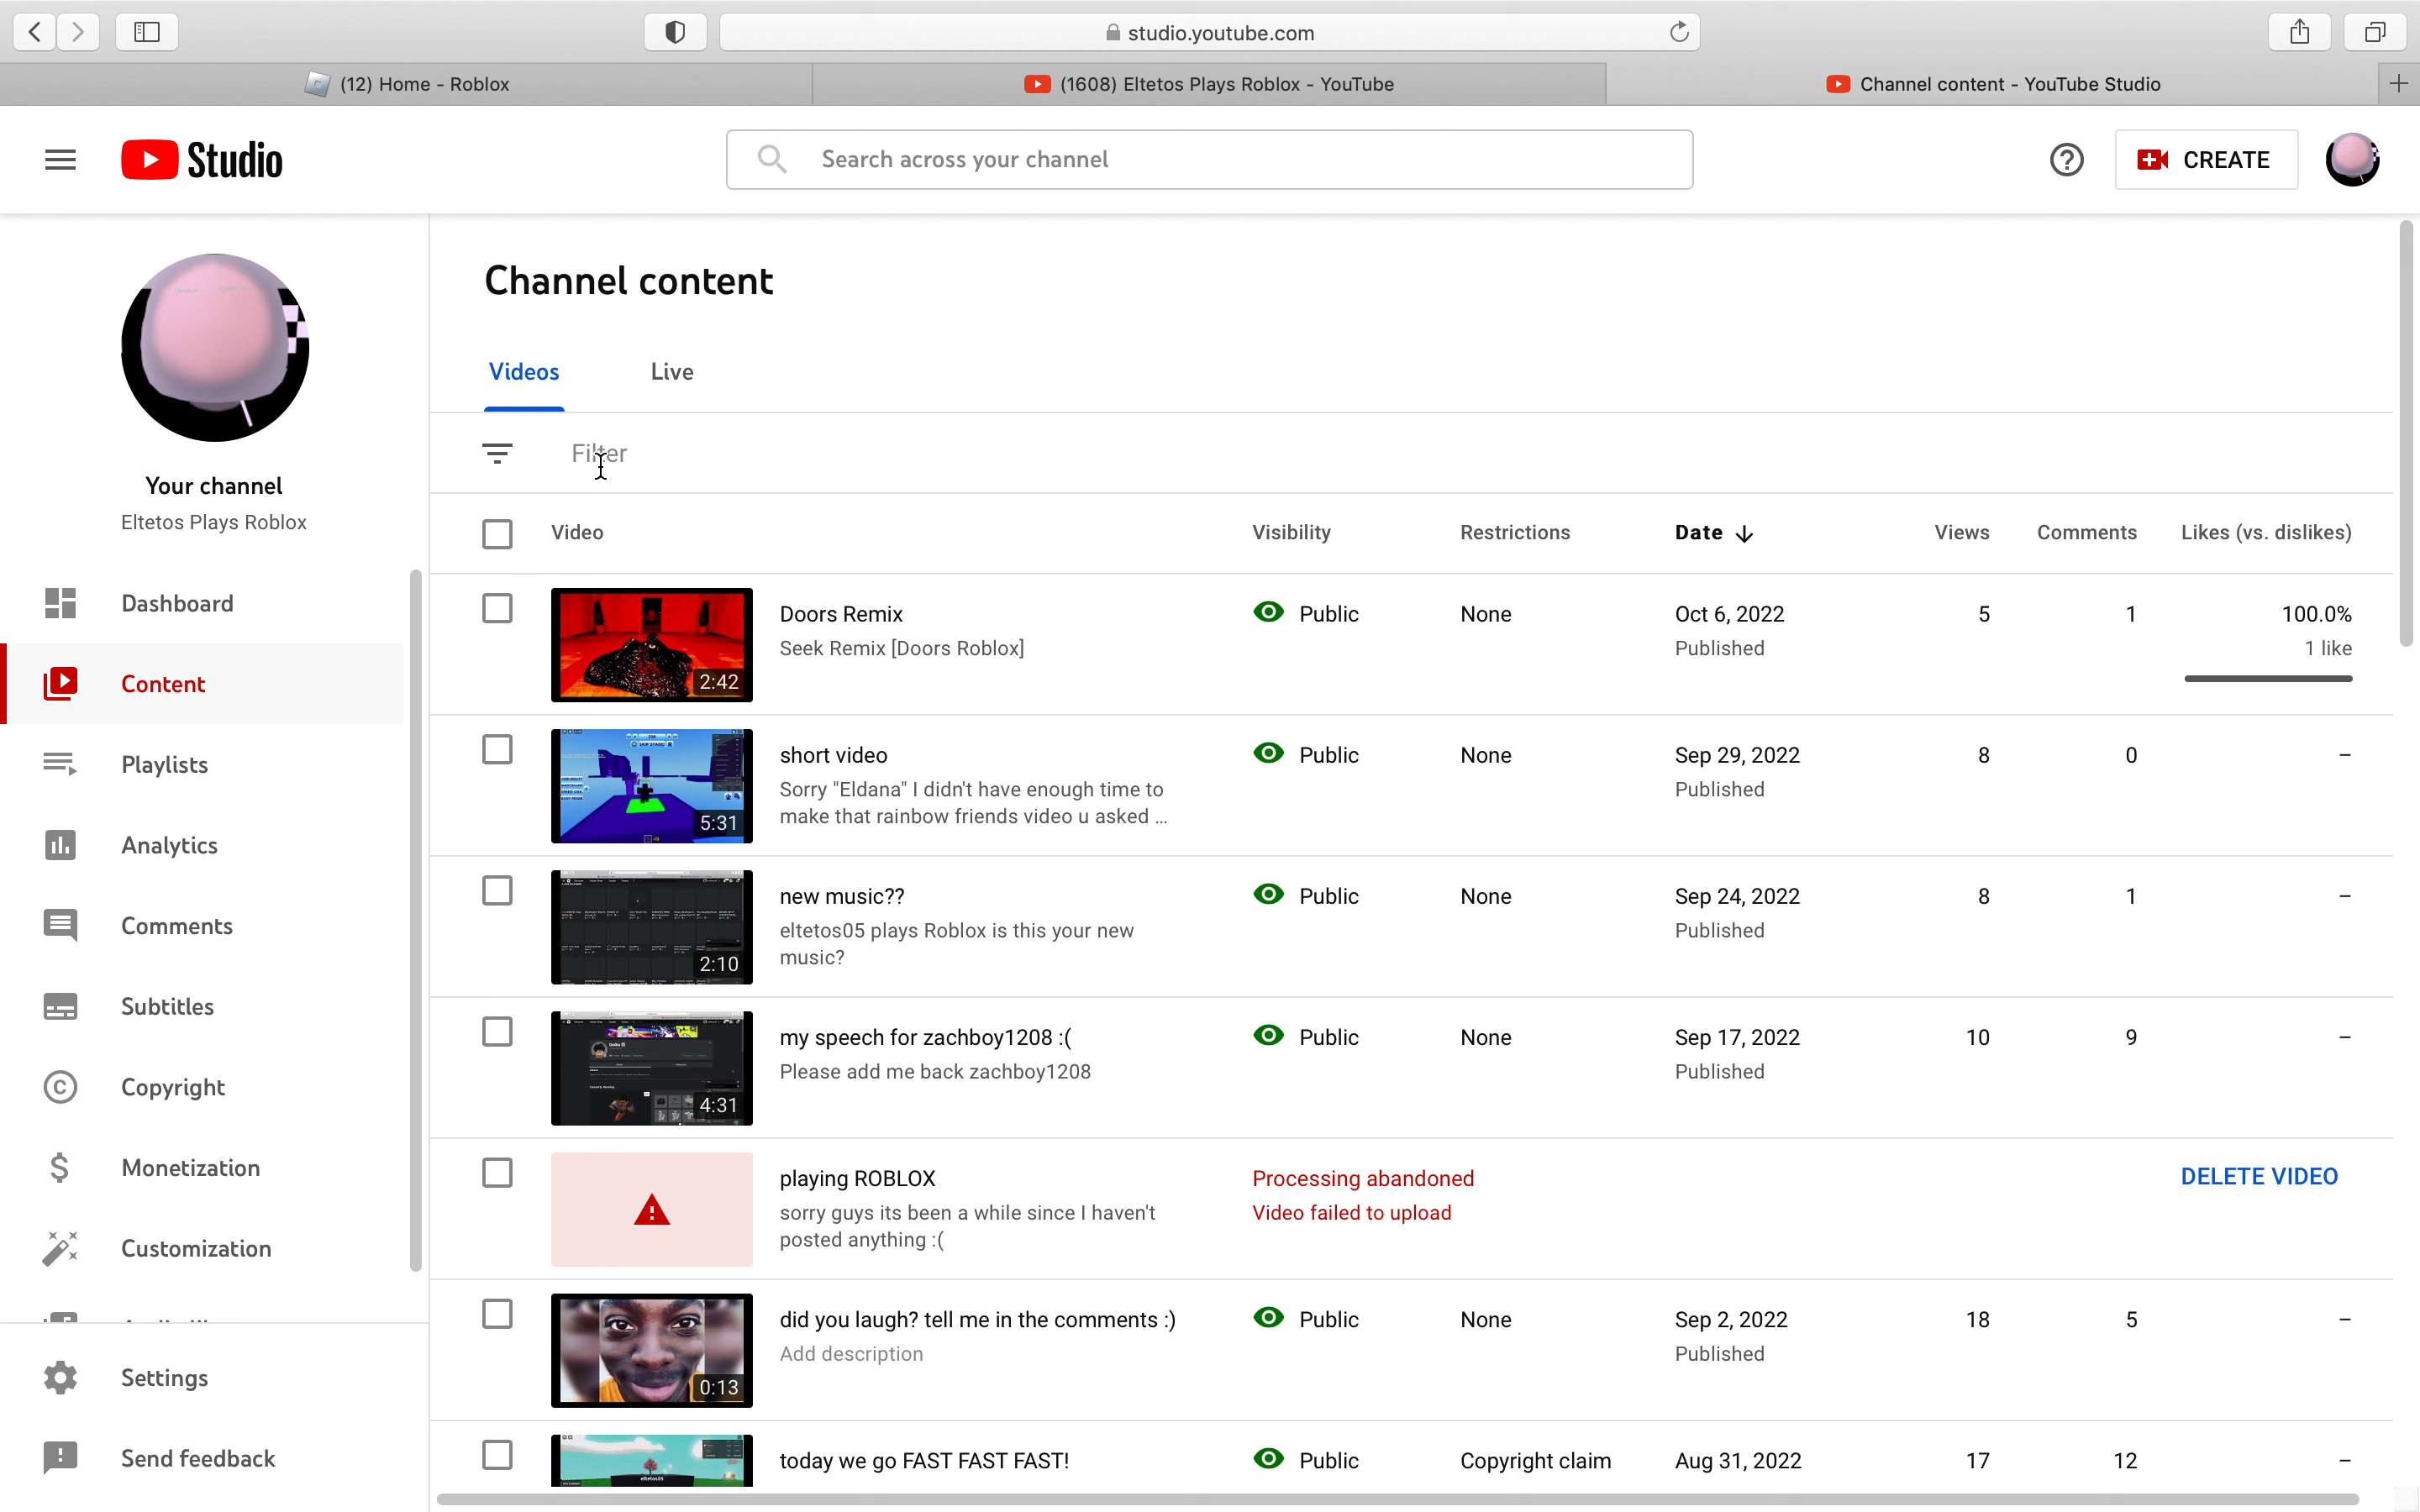 studio.youtube.com
(12) Home - Roblox
(1608) Eltetos Plays Roblox - YouTube
Channel content - YouTube Studio
Studio
Search across your channel
CREATE
Your channel
Eltetos Plays Roblox
Dashboard
Content
Playlists
Analytics
Comments
Subtitles
Copyright
Monetization
Customization
Settings
Send feedback
Channel content
Videos
Live
Filter
Video
Visibility
Restrictions
Date
Views
Comments
Likes (vs. dislikes)
2:42
Doors Remix
Seek Remix [Doors Roblox]
Public
None
Oct 6, 2022
Published
5
1
100.0%
1 like
5:31
short video
Sorry "Eldana" I didn't have enough time to
make that rainbow friends video u asked ...
Public
None
Sep 29, 2022
Published
8
0
–
2:10
new music??
eltetos05 plays Roblox is this your new
music?
Public
None
Sep 24, 2022
Published
8
1
–
4:31
my speech for zachboy1208 :(
Please add me back zachboy1208
Public
None
Sep 17, 2022
Published
10
9
–
playing ROBLOX
sorry guys its been a while since I haven't
posted anything :(
Processing abandoned
Video failed to upload
DELETE VIDEO
0:13
did you laugh? tell me in the comments :)
Add description
Public
None
Sep 2, 2022
Published
18
5
–
today we go FAST FAST FAST!
Public
Copyright claim
Aug 31, 2022
17
12
–